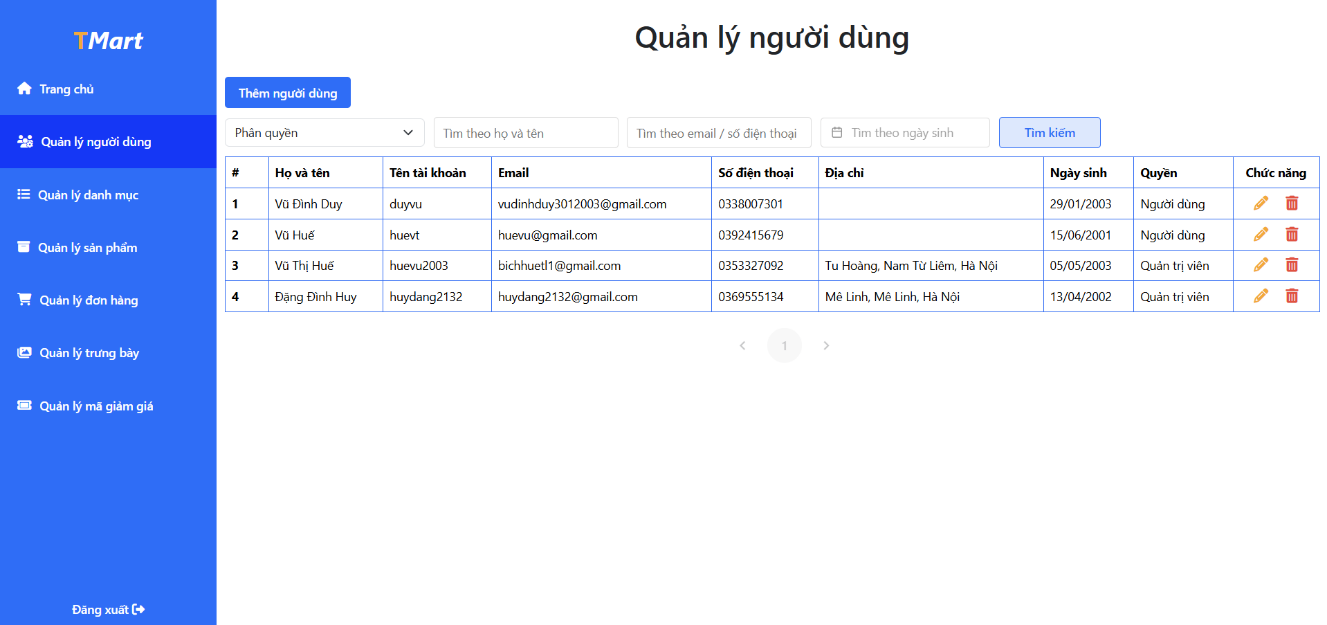 TMart
Trang chủ
Quản lý người dùng
Quản lý danh mục
Quản lý sản phẩm
Quản lý đơn hàng
Quản lý trưng bày
Quản lý mã giảm giá
Đăng xuất
Quản lý người dùng
Thêm người dùng
Phân quyền Tìm theo họ và tên Tìm theo email / số điện thoại Tìm theo ngày sinh Tìm kiếm
# Họ và tên Tên tài khoản Email Số điện thoại Địa chỉ Ngày sinh Quyền Chức năng
1 Vũ Đình Duy duyvu vudinhduy3012003@gmail.com 0338007301 29/01/2003 Người dùng
2 Vũ Huế huevt huevu@gmail.com 0392415679 15/06/2001 Người dùng
3 Vũ Thị Huế huevu2003 bichhuetl1@gmail.com 0353327092 Tu Hoàng, Nam Từ Liêm, Hà Nội 05/05/2003 Quản trị viên
4 Đặng Đình Huy huydang2132 huydang2132@gmail.com 0369555134 Mê Linh, Mê Linh, Hà Nội 13/04/2002 Quản trị viên
1